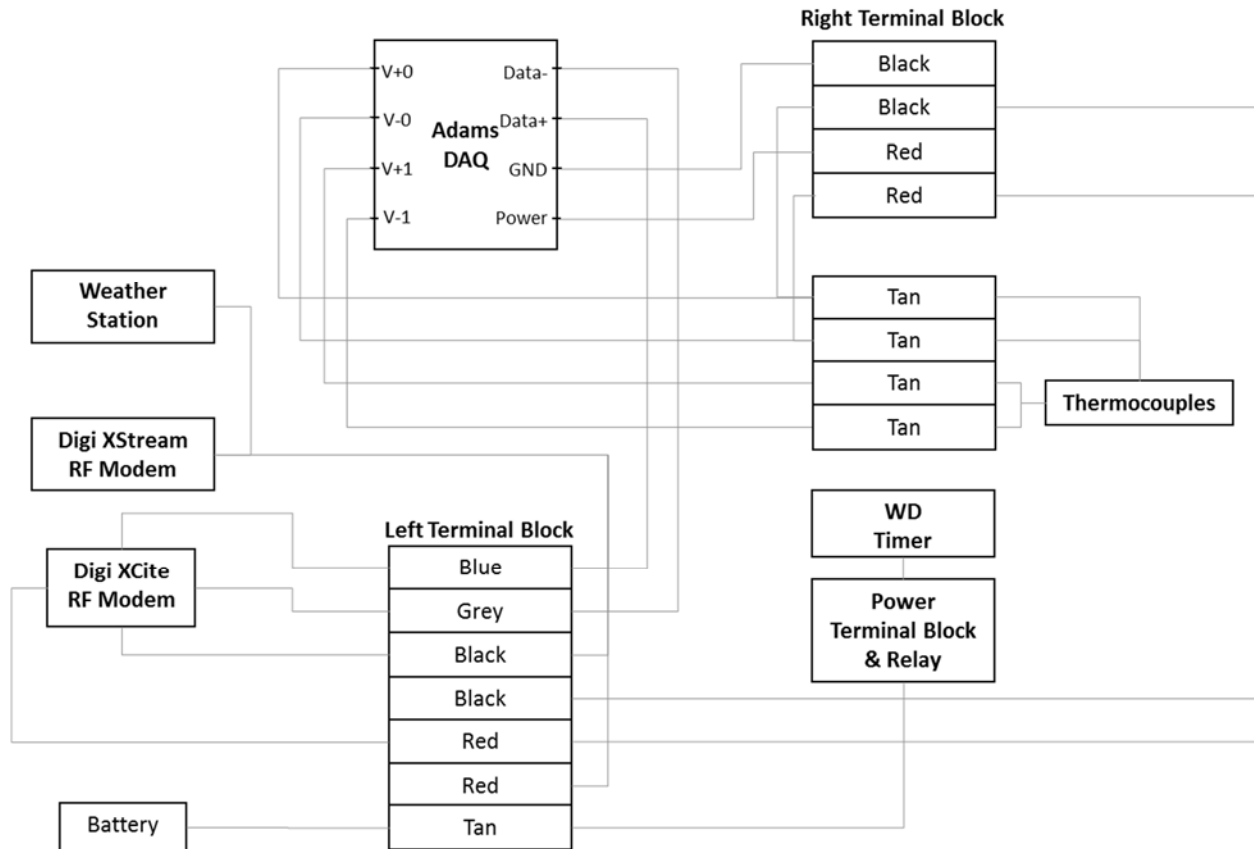 Right Terminal Block
Black
Black
Red
Red
V+0
V-0
V+1
V-1
Adams
DAQ
Data-
Data+
GND
Power
Weather
Station
Digi XStream
RF Modem
Digi XCite
RF Modem
Battery
Left Terminal Block
Blue
Grey
Black
Black
Red
Red
Tan
Tan
Tan
Tan
Tan
Thermocouples
WD
Timer
Power
Terminal Block
& Relay